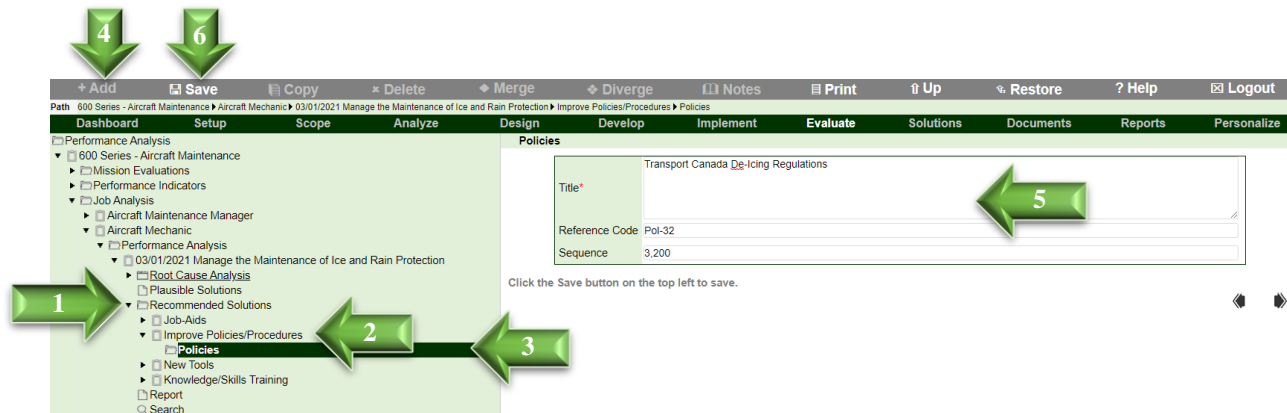 4 6
+ Add Save Copy × Delete Merge Diverge Notes Print Up Restore ? Help Logout
Path 600 Series - Aircraft Maintenance Aircraft Mechanic 03/01/2021 Manage the Maintenance of Ice and Rain Protection Improve Policies/Procedures Policies
Dashboard Setup Scope Analyze Design Develop Implement Evaluate Solutions Documents Reports Personalize
Performance Analysis
600 Series - Aircraft Maintenance
Mission Evaluations
Performance Indicators
Job Analysis
Aircraft Maintenance Manager
Aircraft Mechanic
Performance Analysis
03/01/2021 Manage the Maintenance of Ice and Rain Protection
Root Cause Analysis
Plausible Solutions
1 Recommended Solutions
Job-Aids
Improve Policies/Procedures 2
Policies 3
New Tools
Knowledge/Skills Training
Report
Search
Policies
Title* Transport Canada De-Icing Regulations 5
Reference Code Pol-32
Sequence 3,200
Click the Save button on the top left to save.